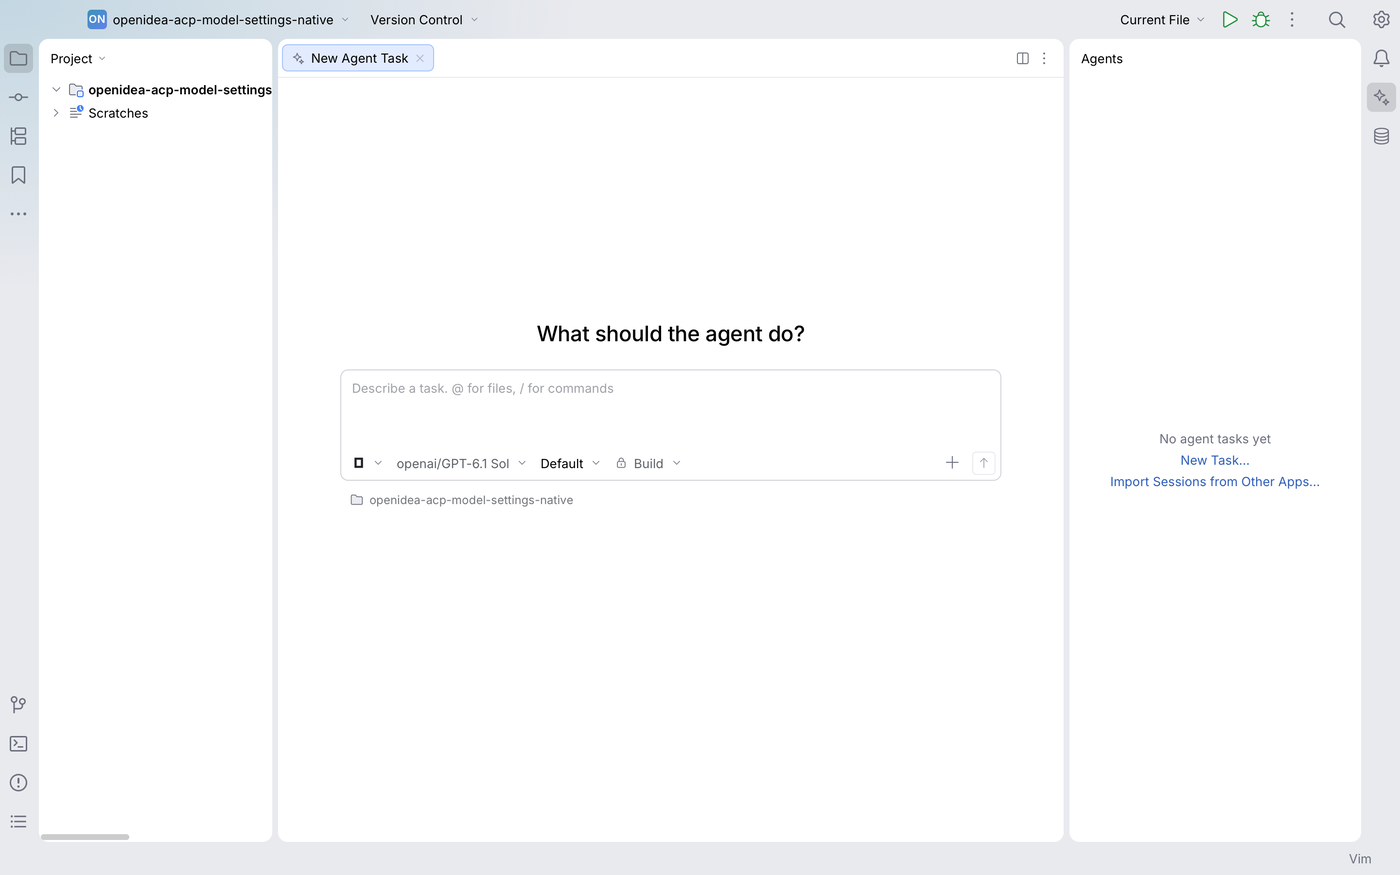 ON openidea-acp-model-settings-native Version Control Current File
Project
openidea-acp-model-settings
Scratches
New Agent Task
What should the agent do?
Describe a task. @ for files, / for commands
openai/GPT-6.1 Sol Default Build
openidea-acp-model-settings-native
Agents
No agent tasks yet
New Task...
Import Sessions from Other Apps...
Vim